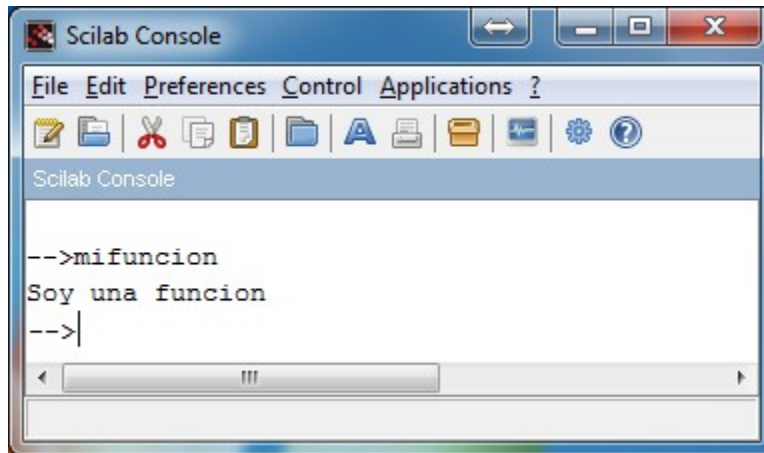 Scilab Console
File Edit Preferences Control Applications ?
Scilab Console
-->mifuncion
Soy una funcion
-->